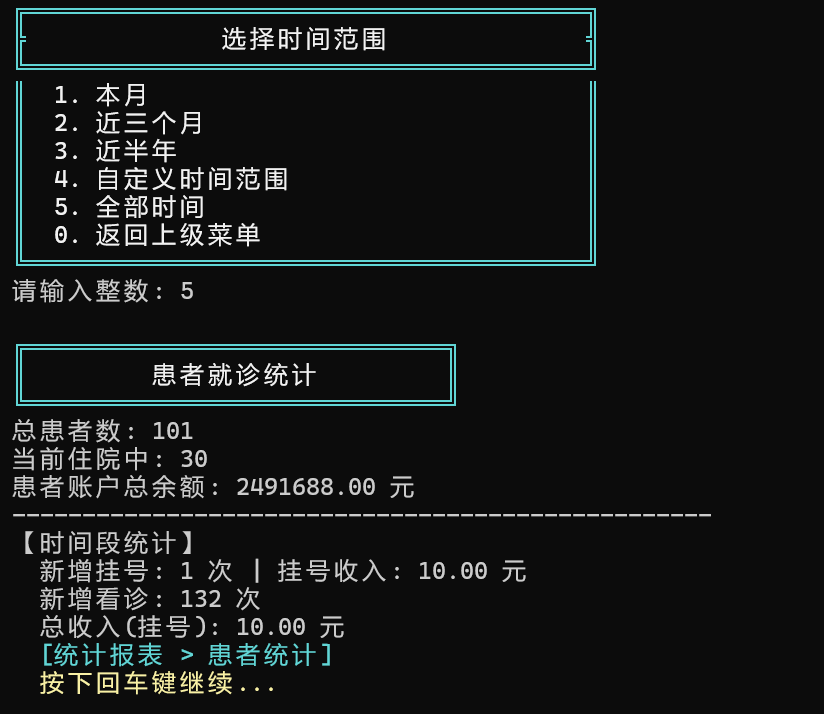 选择时间范围
1. 本月
2. 近三个月
3. 近半年
4. 自定义时间范围
5. 全部时间
0. 返回上级菜单
请输入整数: 5
患者就诊统计
总患者数: 101
当前住院中: 30
患者账户总余额: 2491688.00 元
--------------------------------------------------
【时间段统计】
新增挂号: 1 次 | 挂号收入: 10.00 元
新增看诊: 132 次
总收入(挂号): 10.00 元
[统计报表 > 患者统计]
按下回车键继续...